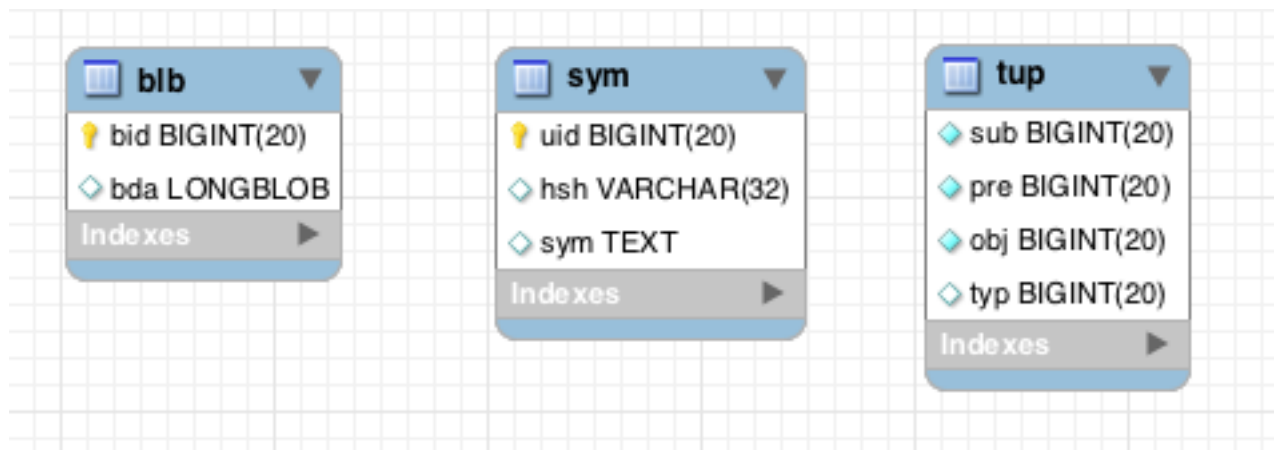 blb
bid BIGINT(20)
bda LONGBLOB
Indexes
sym
uid BIGINT(20)
hsh VARCHAR(32)
sym TEXT
Indexes
tup
sub BIGINT(20)
pre BIGINT(20)
obj BIGINT(20)
typ BIGINT(20)
Indexes